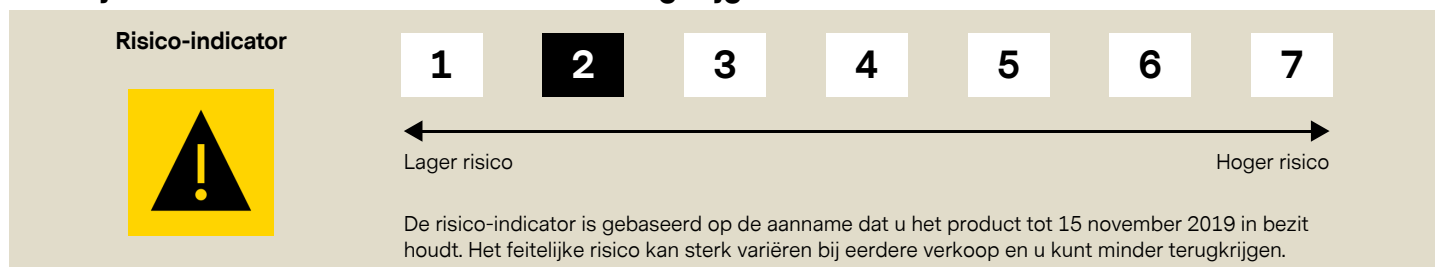 Risico-indicator
1 2 3 4 5 6 7
Lager risico Hoger risico
De risico-indicator is gebaseerd op de aanname dat u het product tot 15 november 2019 in bezit
houdt. Het feitelijke risico kan sterk variëren bij eerdere verkoop en u kunt minder terugkrijgen.